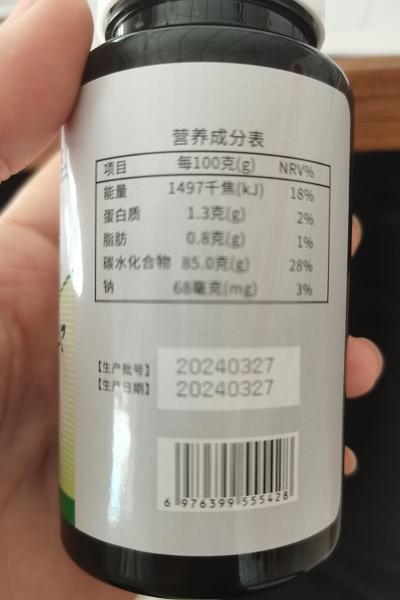 营养成分表
项目 每100克(g) NRV%
能量 1497千焦(kJ) 18%
蛋白质 1.3克(g) 2%
脂肪 0.8克(g) 1%
碳水化合物 85.0克(g) 28%
钠 68毫克(mg) 3%
【生产批号】 20240327
【生产日期】 20240327
6 976399 555428